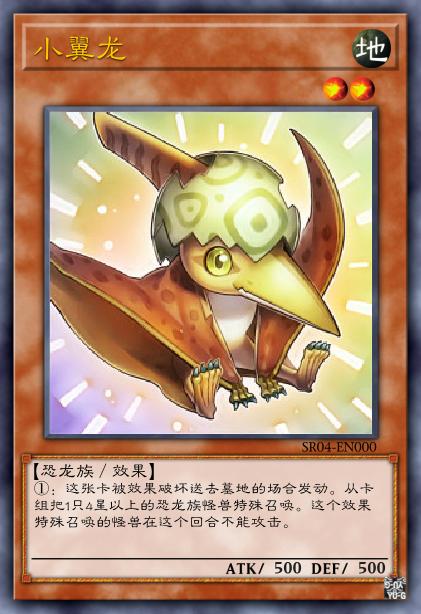 小翼龙
地
SR04-EN000
【恐龙族／效果】
①：这张卡被效果破坏送去墓地的场合发动。从卡
组把1只4星以上的恐龙族怪兽特殊召唤。这个效果
特殊召唤的怪兽在这个回合不能攻击。
ATK/ 500 DEF/ 500